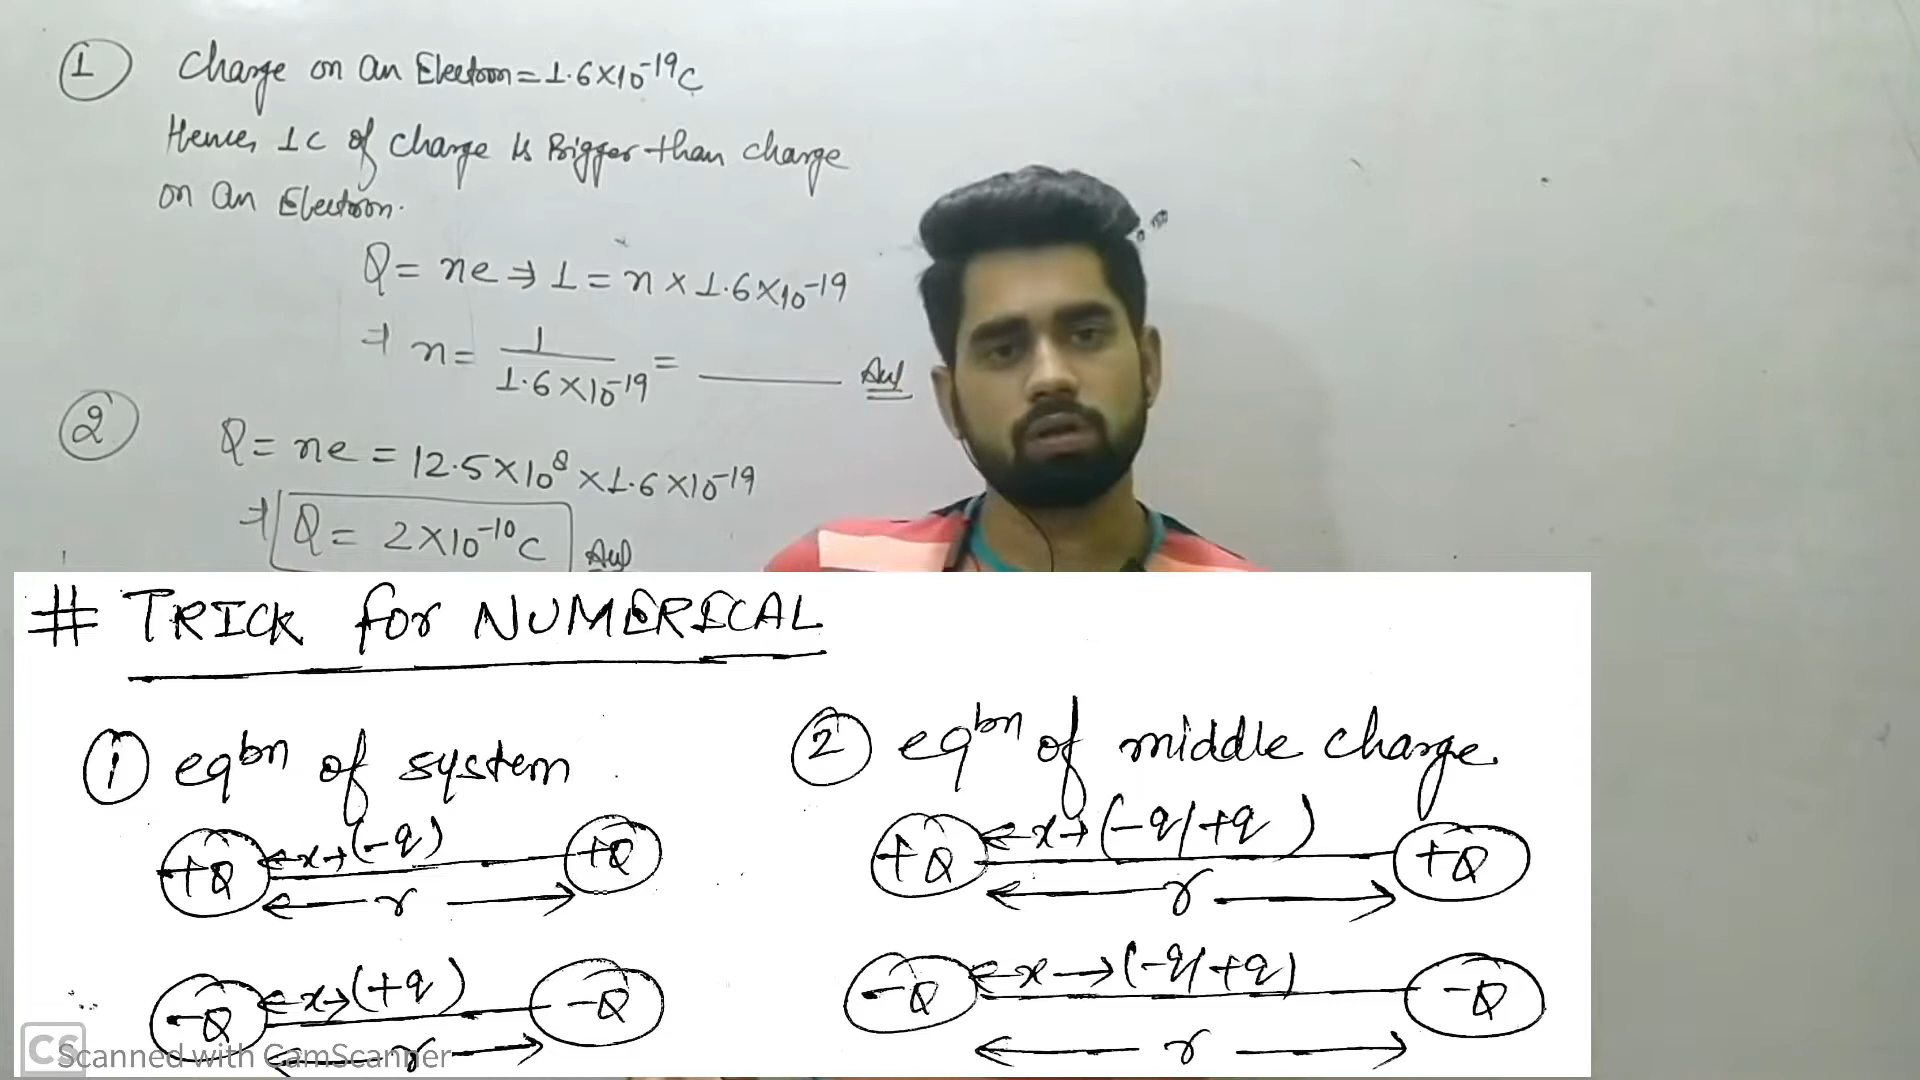 1 Charge on an Electron = 1.6×10⁻¹⁹C
Hence, 1C of charge is Bigger than charge
on an Electron.
Q = ne ⇒ 1 = n × 1.6×10⁻¹⁹
⇒ n = 1 / 1.6×10⁻¹⁹ = ______ Ans
2 Q = ne = 12.5×10⁸ × 1.6×10⁻¹⁹
⇒ Q = 2×10⁻¹⁰C Ans
# TRICK for NUMERICAL
1 eqbn of system
+Q ←x→ (-q) +Q
← r →
-Q ←x→ (+q) -Q
← r →
2 eqbn of middle charge.
+Q ←x→ (-q/+q) +Q
← r →
-Q ←x→ (-q/+q) -Q
← r →
CS Scanned with CamScanner